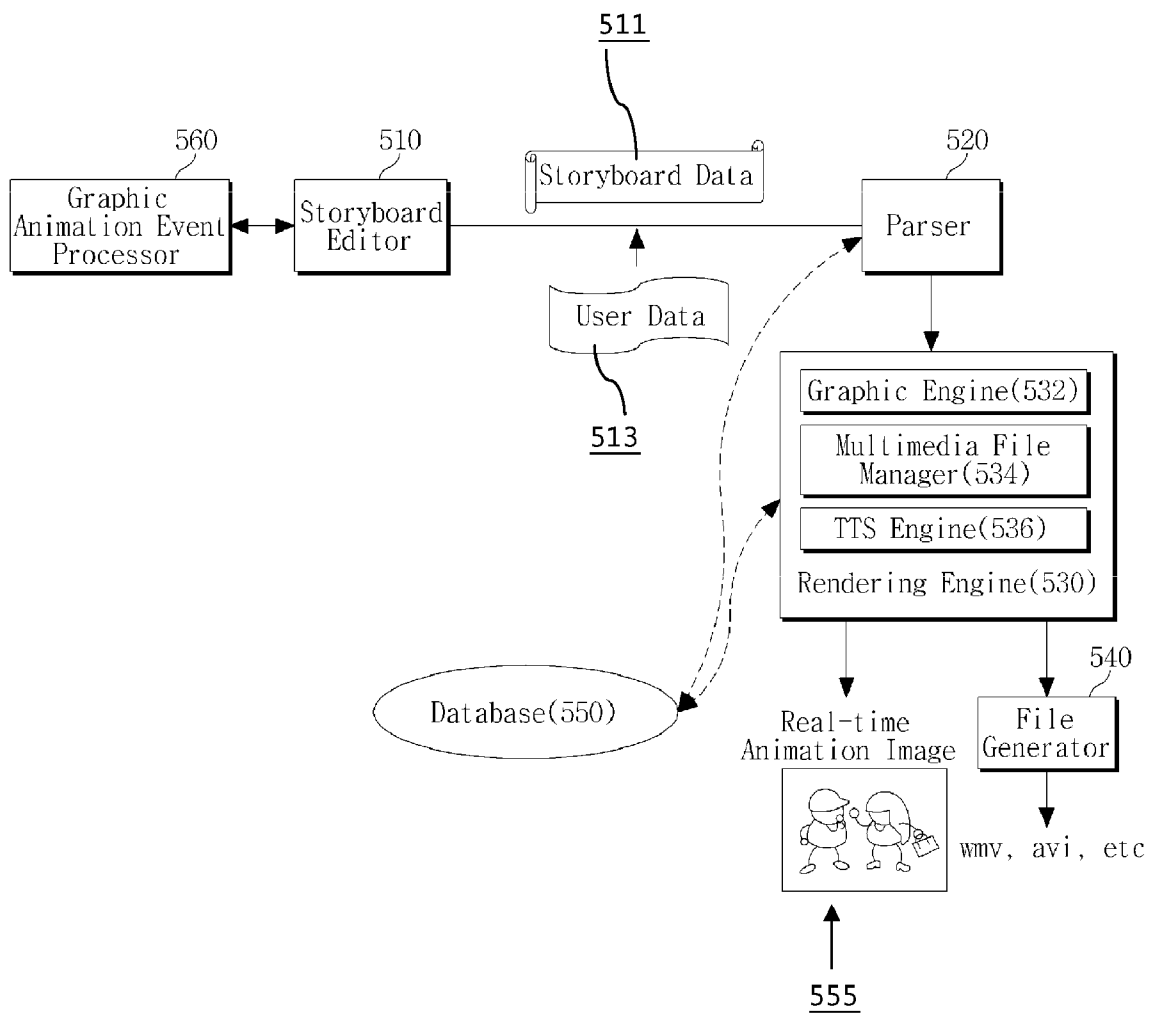 511
560
510
520
Storyboard Data
Graphic
Animation Event
Processor
Storyboard
Editor
Parser
User Data
513
Graphic Engine(532)
Multimedia File
Manager(534)
TTS Engine(536)
Rendering Engine(530)
540
Database(550)
Real-time
Animation Image
File
Generator
wmv, avi, etc
555